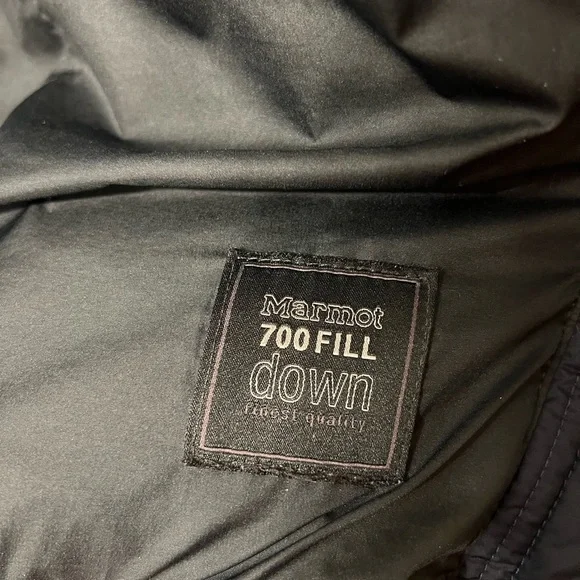 Marmot
700 FILL
down
finest quality